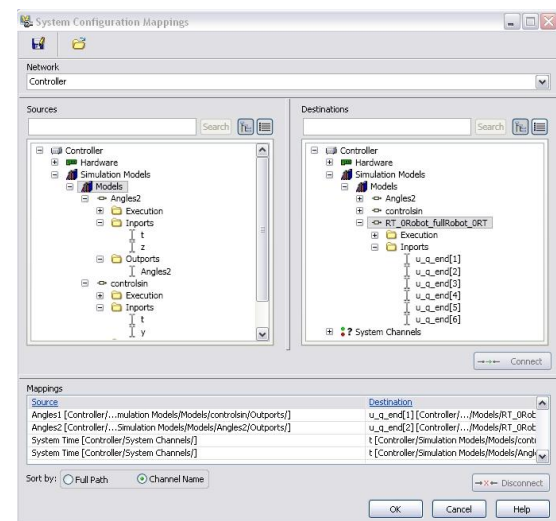 System Configuration Mappings
Network
Controller
Sources
Search
Controller
Hardware
Simulation Models
Models
Angles2
Execution
Inports
t
z
Outports
Angles2
controlsin
Execution
Inports
t
y
Destinations
Search
Controller
Hardware
Simulation Models
Models
Angles2
controlsin
RT_0Robot_fullRobot_0RT
Execution
Inports
u_q_end[1]
u_q_end[2]
u_q_end[3]
u_q_end[4]
u_q_end[5]
u_q_end[6]
System Channels
Connect
Mappings
Source Destination
Angles1 [Controller/...mulation Models/Models/controlsin/Outports/] u_q_end[1] [Controller/.../Models/RT_0Rob
Angles2 [Controller/...Simulation Models/Models/Angles2/Outports/] u_q_end[2] [Controller/.../Models/RT_0Rob
System Time [Controller/System Channels/] t [Controller/Simulation Models/Models/contr
System Time [Controller/System Channels/] t [Controller/Simulation Models/Models/Angle
Sort by: Full Path Channel Name
Disconnect
OK Cancel Help